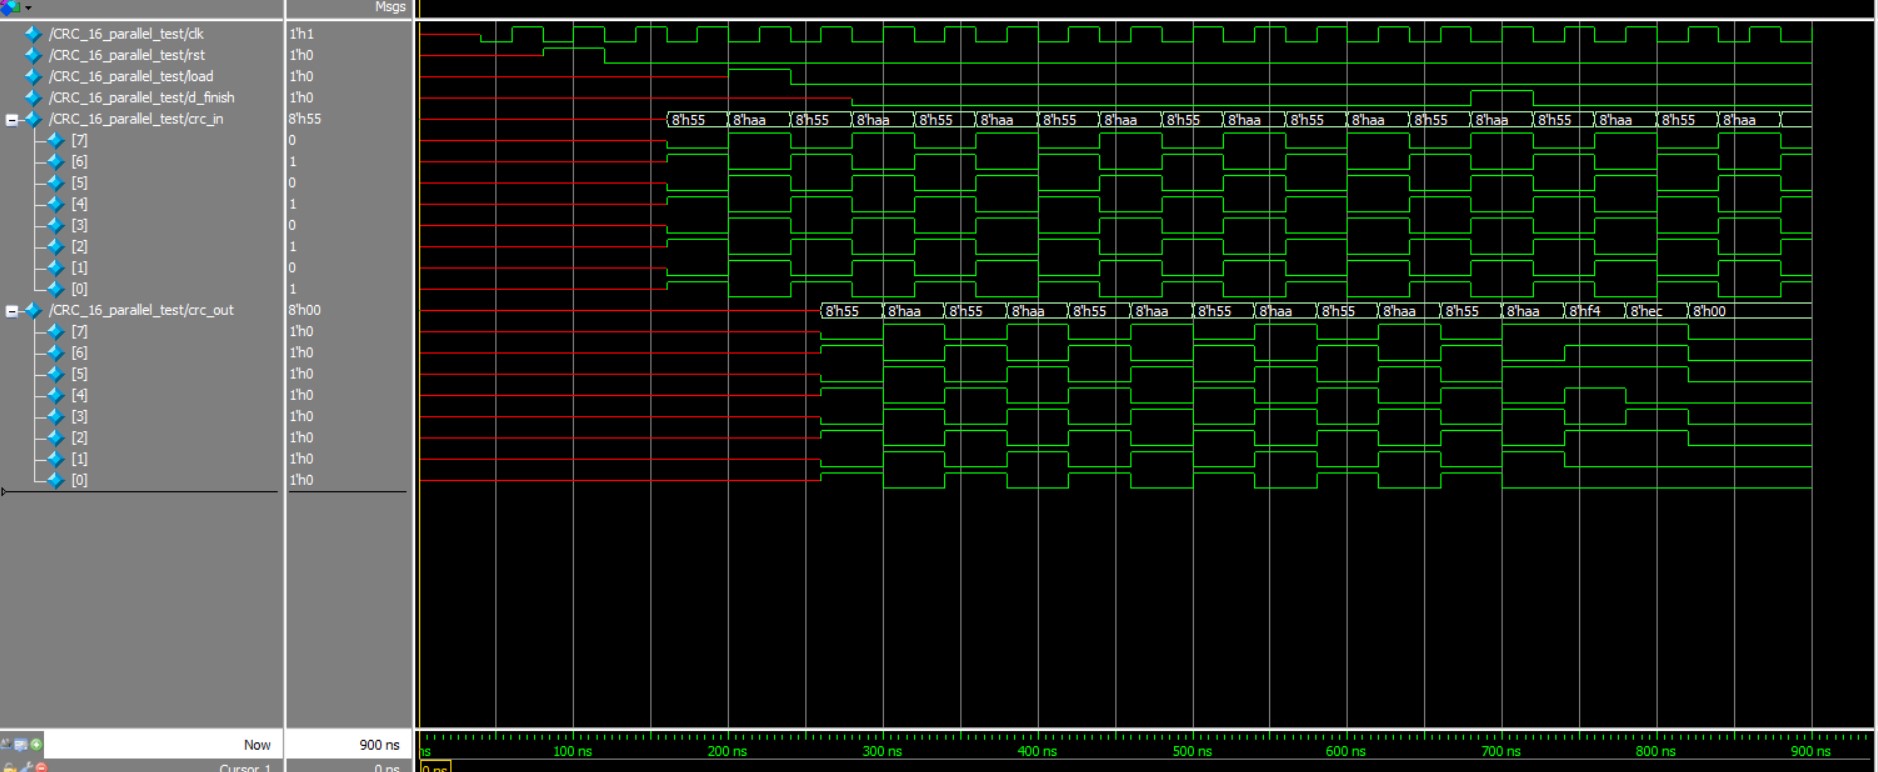 Msgs
/CRC_16_parallel_test/clk 1'h1
/CRC_16_parallel_test/rst 1'h0
/CRC_16_parallel_test/load 1'h0
/CRC_16_parallel_test/d_finish 1'h0
/CRC_16_parallel_test/crc_in 8'h55 8'h55 8'haa 8'h55 8'haa 8'h55 8'haa 8'h55 8'haa 8'h55 8'haa 8'h55 8'haa 8'h55 8'haa 8'h55 8'haa 8'h55 8'haa
[7] 0
[6] 1
[5] 0
[4] 1
[3] 0
[2] 1
[1] 0
[0] 1
/CRC_16_parallel_test/crc_out 8'h00 8'h55 8'haa 8'h55 8'haa 8'h55 8'haa 8'h55 8'haa 8'h55 8'haa 8'h55 8'haa 8'hf4 8'hec 8'h00
[7] 1'h0
[6] 1'h0
[5] 1'h0
[4] 1'h0
[3] 1'h0
[2] 1'h0
[1] 1'h0
[0] 1'h0
Now 900 ns ns 100 ns 200 ns 300 ns 400 ns 500 ns 600 ns 700 ns 800 ns 900 ns
Cursor 1 0 ns 0 ns